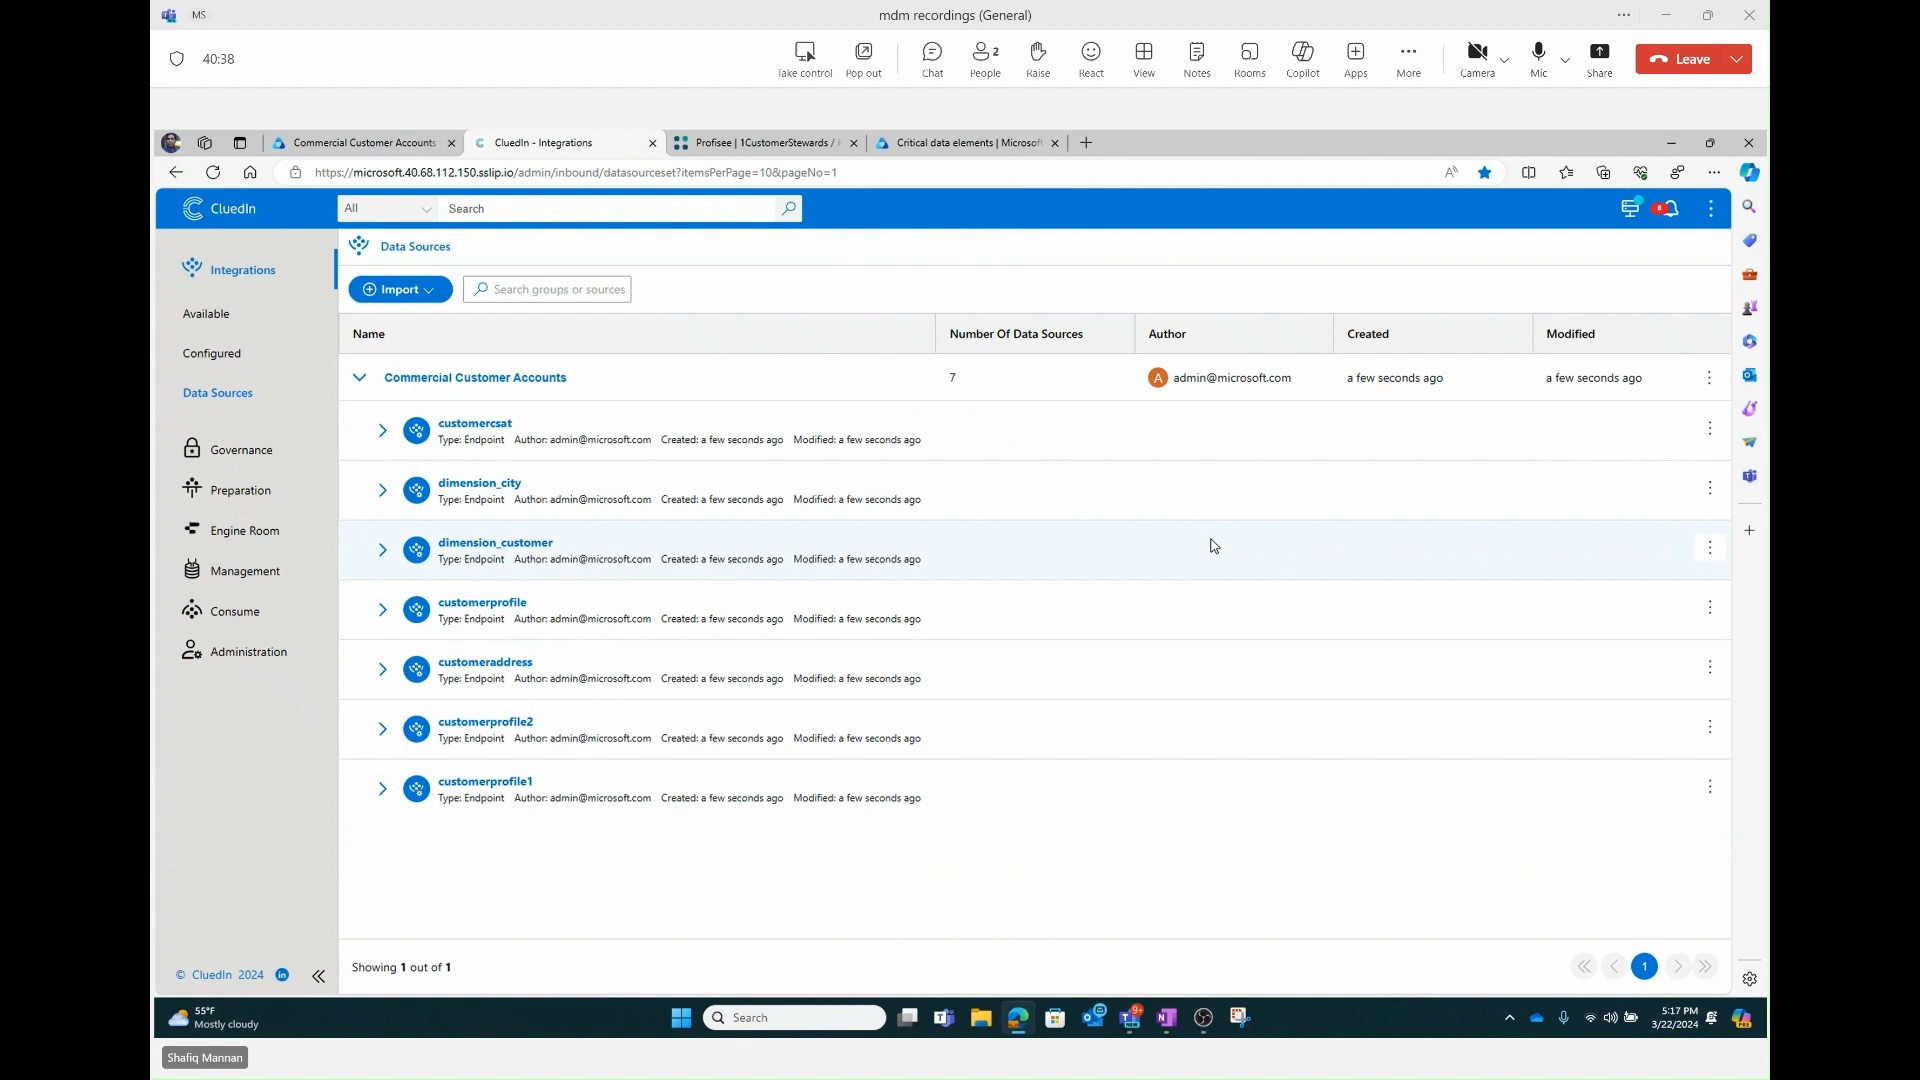 MS
mdm recordings (General)
40:38
Take control
Pop out
Chat
2
People
Raise
React
View
Notes
Rooms
Copilot
Apps
More
Camera
Mic
Share
Leave
Commercial Customer Accounts
CluedIn - Integrations
Profisee | 1CustomerStewards /
Critical data elements | Microsoft
https://microsoft.40.68.112.150.sslip.io/admin/inbound/datasourceset?itemsPerPage=10&pageNo=1
CluedIn
All
Search
8
Integrations
Available
Configured
Data Sources
Governance
Preparation
Engine Room
Management
Consume
Administration
© CluedIn 2024
in
Data Sources
Import
Search groups or sources
Name
Number Of Data Sources
Author
Created
Modified
Commercial Customer Accounts
7
A
admin@microsoft.com
a few seconds ago
a few seconds ago
customercsat
Type: Endpoint Author: admin@microsoft.com Created: a few seconds ago Modified: a few seconds ago
dimension_city
Type: Endpoint Author: admin@microsoft.com Created: a few seconds ago Modified: a few seconds ago
dimension_customer
Type: Endpoint Author: admin@microsoft.com Created: a few seconds ago Modified: a few seconds ago
customerprofile
Type: Endpoint Author: admin@microsoft.com Created: a few seconds ago Modified: a few seconds ago
customeraddress
Type: Endpoint Author: admin@microsoft.com Created: a few seconds ago Modified: a few seconds ago
customerprofile2
Type: Endpoint Author: admin@microsoft.com Created: a few seconds ago Modified: a few seconds ago
customerprofile1
Type: Endpoint Author: admin@microsoft.com Created: a few seconds ago Modified: a few seconds ago
Showing 1 out of 1
1
55°F
Mostly cloudy
Search
9+
5:17 PM
3/22/2024
Shafiq Mannan